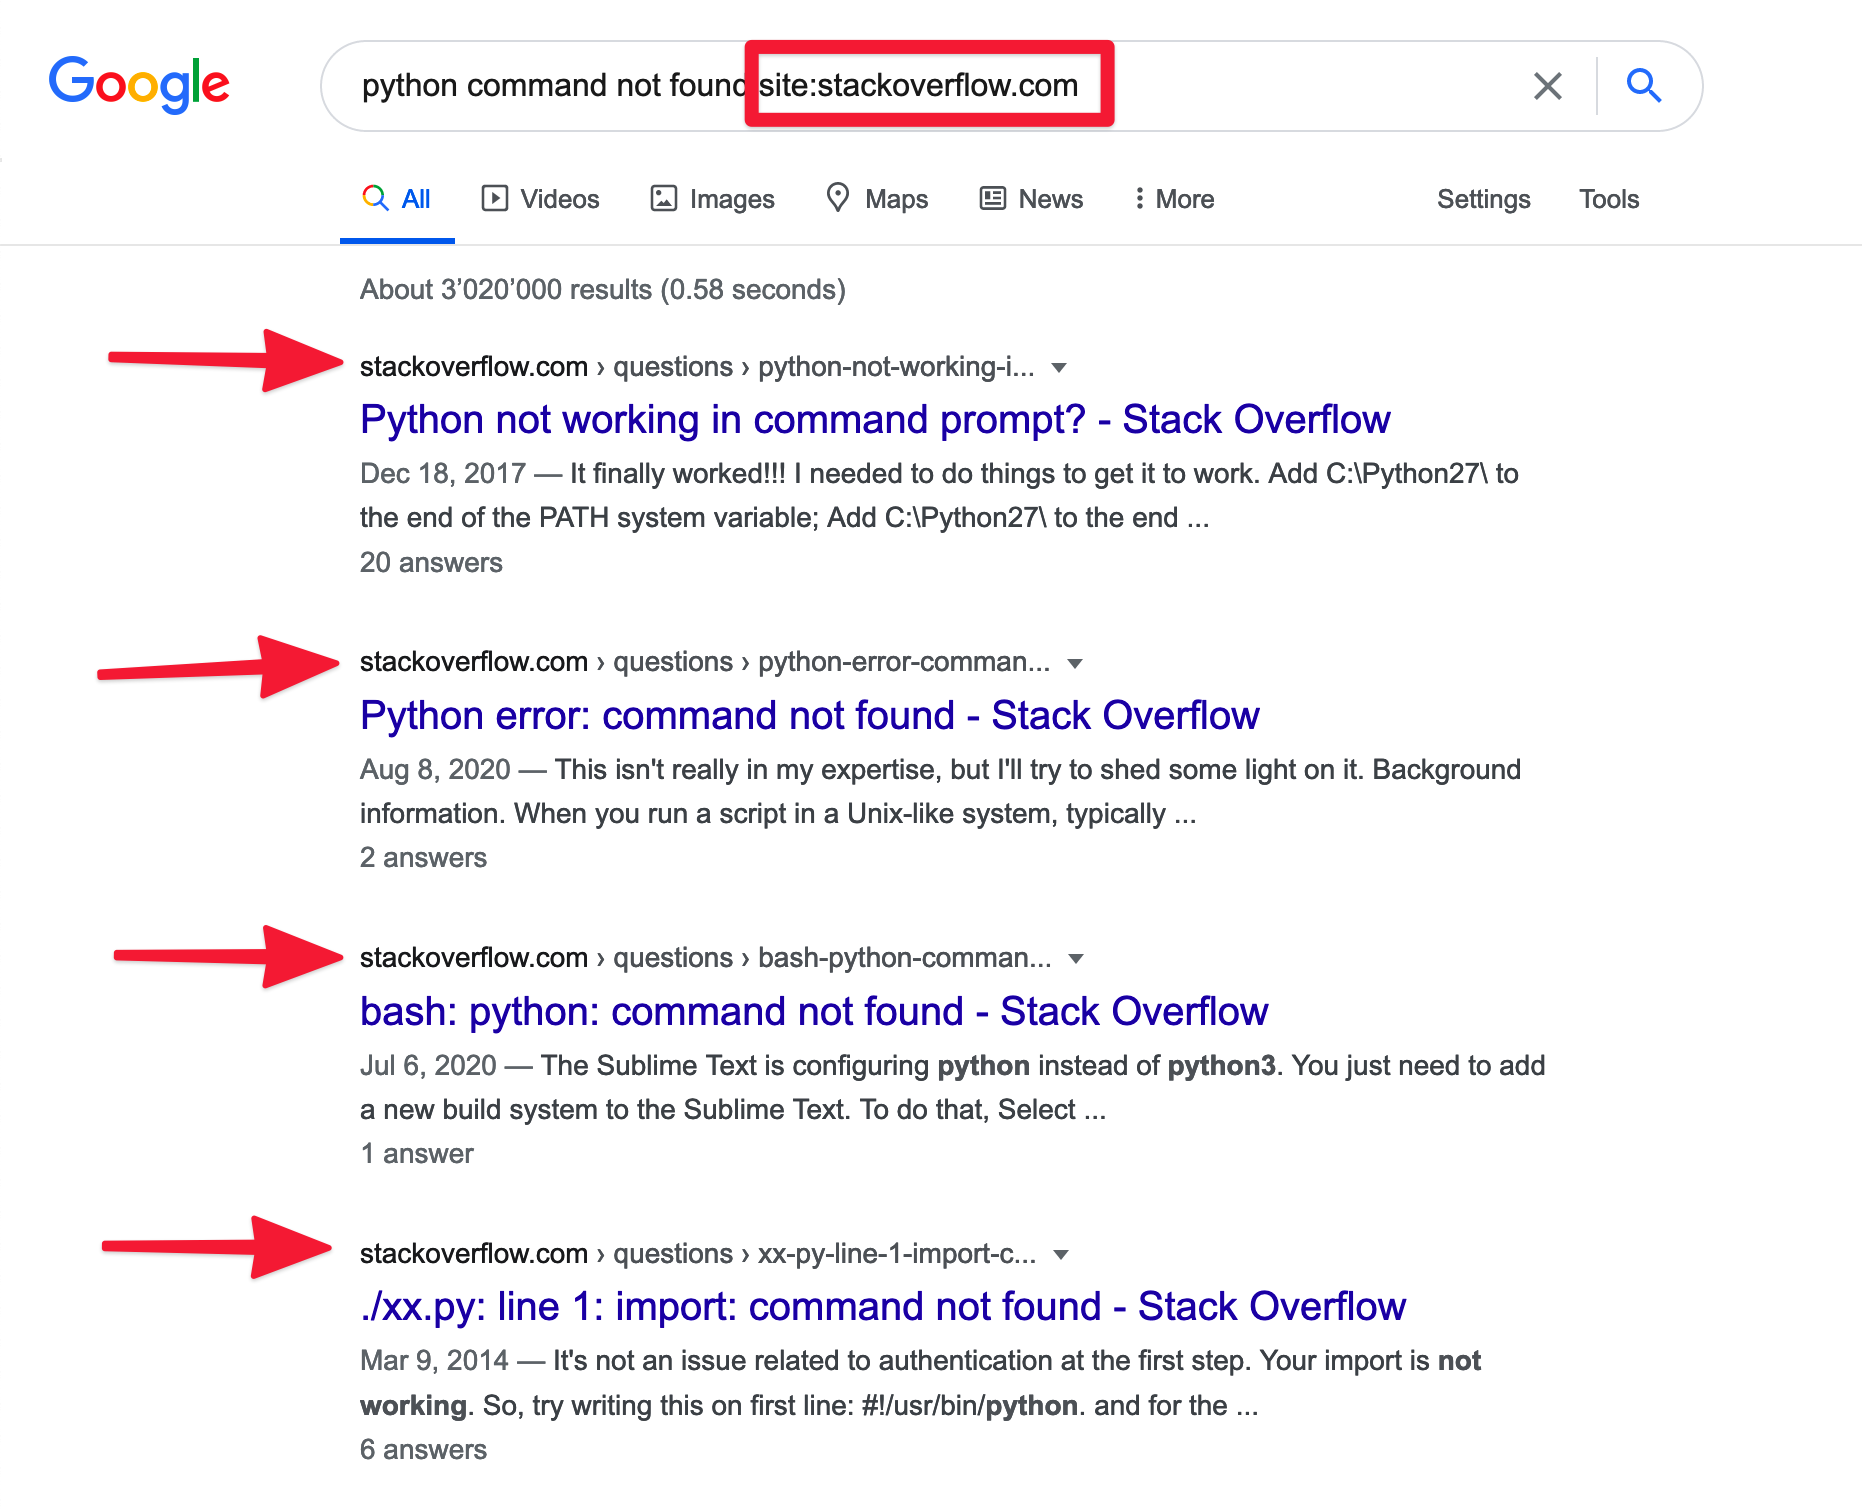 Google
python command not found site:stackoverflow.com
All Videos Images Maps News More Settings Tools
About 3’020’000 results (0.58 seconds)
stackoverflow.com › questions › python-not-working-i...
Python not working in command prompt? - Stack Overflow
Dec 18, 2017 — It finally worked!!! I needed to do things to get it to work. Add C:\Python27\ to
the end of the PATH system variable; Add C:\Python27\ to the end ...
20 answers
stackoverflow.com › questions › python-error-comman...
Python error: command not found - Stack Overflow
Aug 8, 2020 — This isn't really in my expertise, but I'll try to shed some light on it. Background
information. When you run a script in a Unix-like system, typically ...
2 answers
stackoverflow.com › questions › bash-python-comman...
bash: python: command not found - Stack Overflow
Jul 6, 2020 — The Sublime Text is configuring python instead of python3. You just need to add
a new build system to the Sublime Text. To do that, Select ...
1 answer
stackoverflow.com › questions › xx-py-line-1-import-c...
./xx.py: line 1: import: command not found - Stack Overflow
Mar 9, 2014 — It's not an issue related to authentication at the first step. Your import is not
working. So, try writing this on first line: #!/usr/bin/python. and for the ...
6 answers